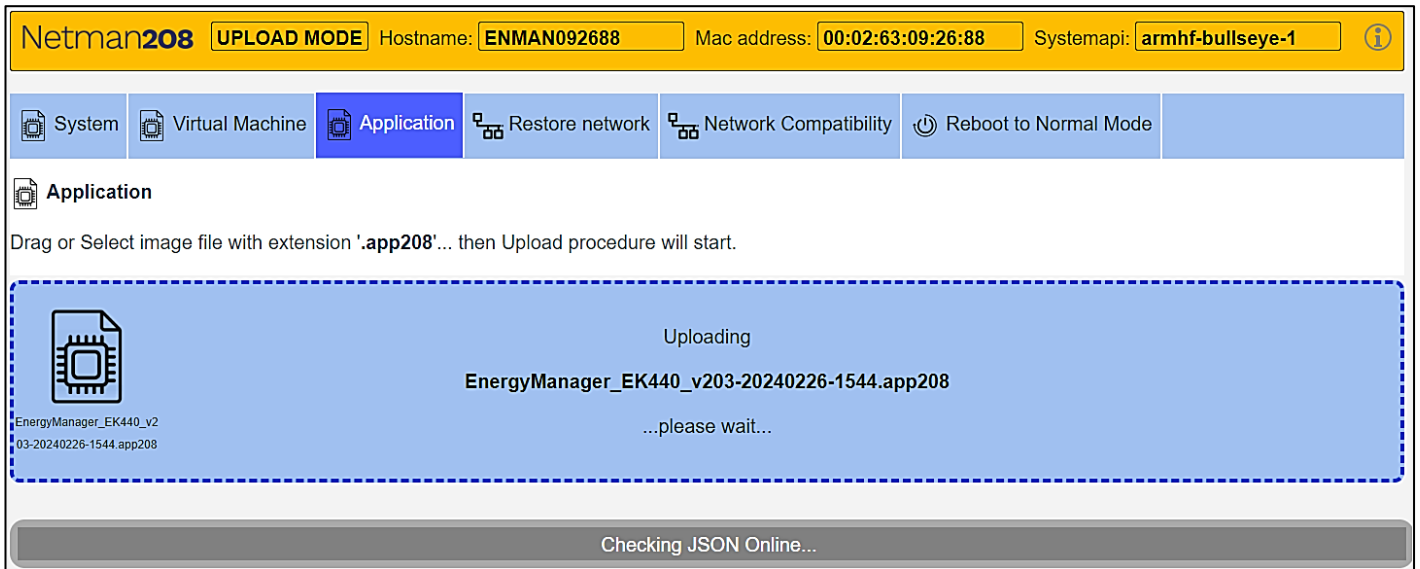 Netman208 UPLOAD MODE Hostname: ENMAN092688 Mac address: 00:02:63:09:26:88 Systemapi: armhf-bullseye-1 i
System Virtual Machine Application Restore network Network Compatibility Reboot to Normal Mode
Application
Drag or Select image file with extension '.app208'... then Upload procedure will start.
Uploading
EnergyManager_EK440_v203-20240226-1544.app208
...please wait...
EnergyManager_EK440_v2
03-20240226-1544.app208
Checking JSON Online...